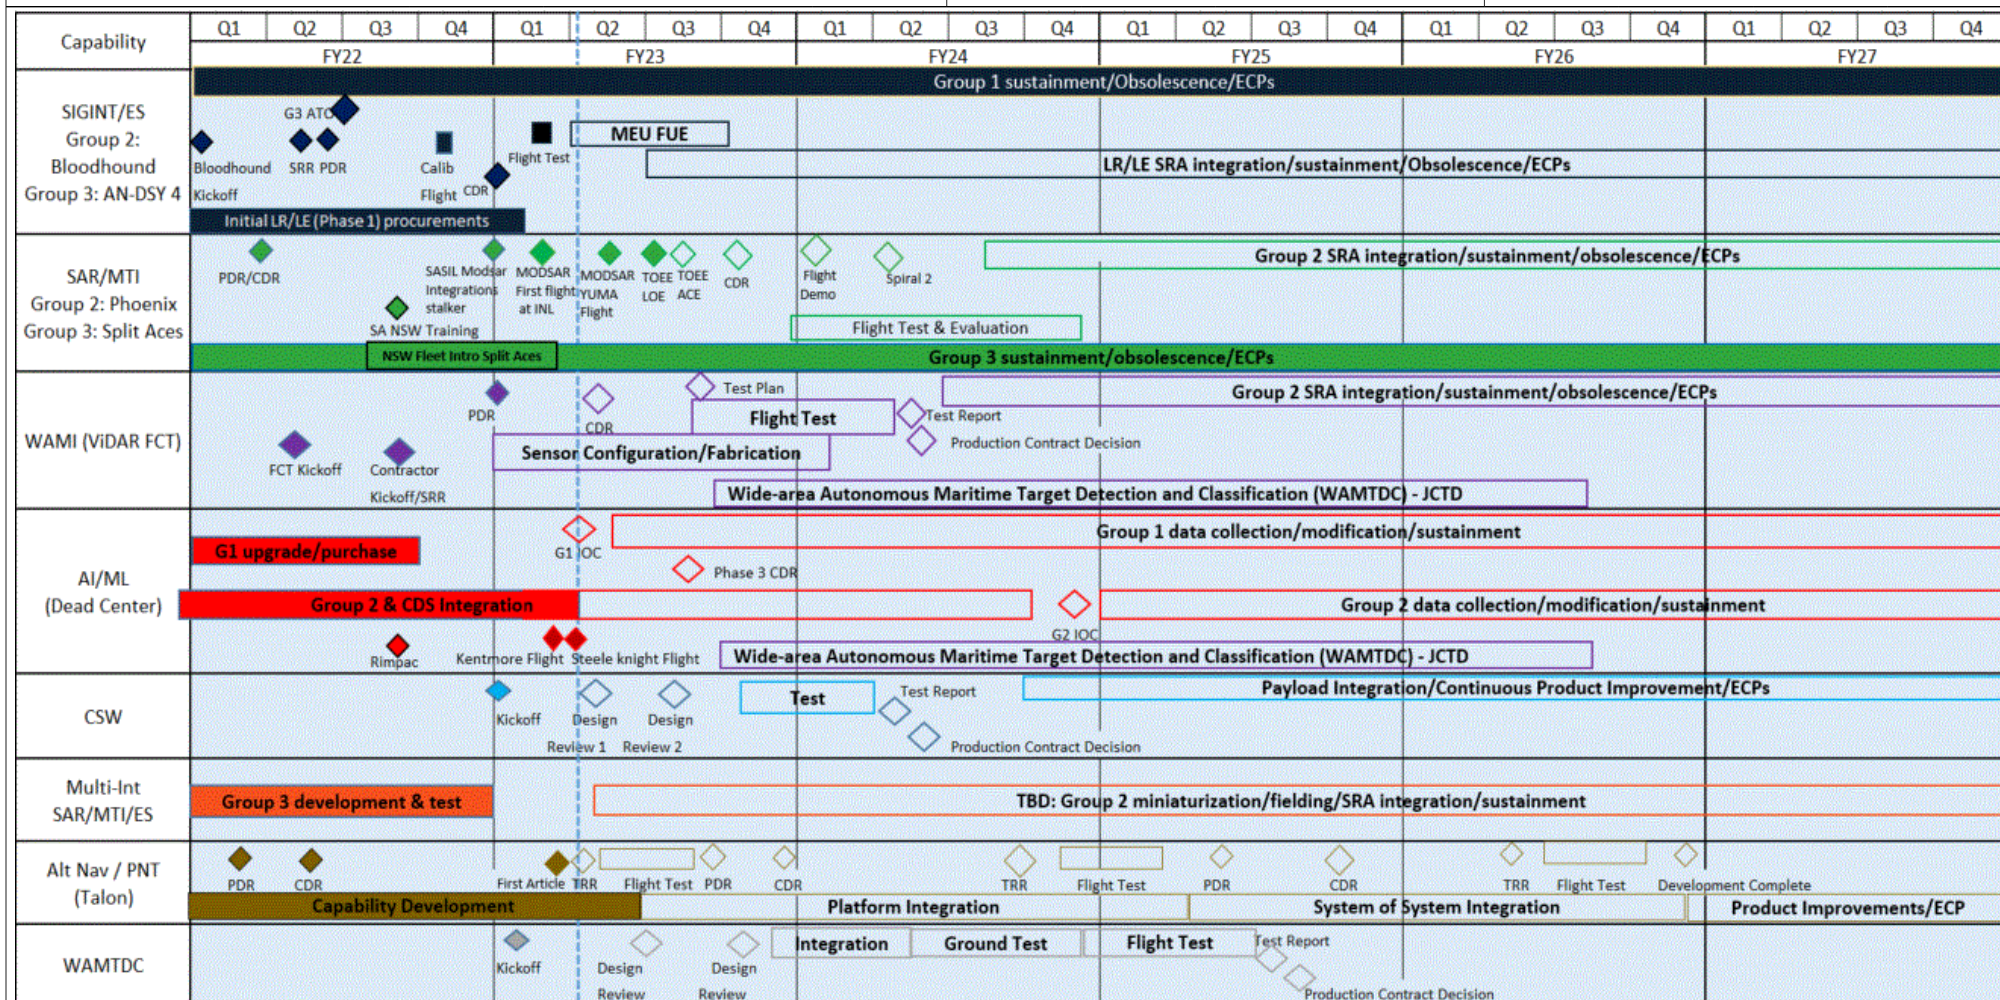 Capability
Q1 Q2 Q3 Q4 Q1 Q2 Q3 Q4 Q1 Q2 Q3 Q4 Q1 Q2 Q3 Q4 Q1 Q2 Q3 Q4 Q1 Q2 Q3 Q4
FY22 FY23 FY24 FY25 FY26 FY27
SIGINT/ES
Group 2:
Bloodhound
Group 3: AN-DSY 4
Group 1 sustainment/Obsolescence/ECPs
G3 ATO
MEU FUE
Flight Test
Bloodhound
Kickoff
SRR PDR
Calib
Flight
CDR
LR/LE SRA integration/sustainment/Obsolescence/ECPs
Initial LR/LE (Phase 1) procurements
SAR/MTI
Group 2: Phoenix
Group 3: Split Aces
PDR/CDR
SASIL Modsar
Integrations
stalker
SA NSW Training
MODSAR
First flight
at INL
MODSAR
YUMA
Flight
TOEE
LOE
TOEE
ACE
CDR
Flight
Demo
Spiral 2
Group 2 SRA integration/sustainment/obsolescence/ECPs
Flight Test & Evaluation
NSW Fleet Intro Split Aces
Group 3 sustainment/obsolescence/ECPs
WAMI (ViDAR FCT)
PDR
CDR
Test Plan
Group 2 SRA integration/sustainment/obsolescence/ECPs
Flight Test
Test Report
Production Contract Decision
Sensor Configuration/Fabrication
FCT Kickoff
Contractor
Kickoff/SRR
Wide-area Autonomous Maritime Target Detection and Classification (WAMTDC) - JCTD
AI/ML
(Dead Center)
G1 upgrade/purchase
G1 IOC
Group 1 data collection/modification/sustainment
Phase 3 CDR
Group 2 & CDS Integration
G2 IOC
Group 2 data collection/modification/sustainment
Rimpac
Kentmore Flight
Steele knight Flight
Wide-area Autonomous Maritime Target Detection and Classification (WAMTDC) - JCTD
CSW
Kickoff
Design
Review 1
Design
Review 2
Test
Test Report
Production Contract Decision
Payload Integration/Continuous Product Improvement/ECPs
Multi-Int
SAR/MTI/ES
Group 3 development & test
TBD: Group 2 miniaturization/fielding/SRA integration/sustainment
Alt Nav / PNT
(Talon)
PDR CDR First Article TRR Flight Test PDR CDR TRR Flight Test PDR CDR TRR Flight Test Development Complete
Capability Development Platform Integration System of System Integration Product Improvements/ECP
WAMTDC
Kickoff
Design
Review
Design
Review
Integration
Ground Test
Flight Test
Test Report
Production Contract Decision